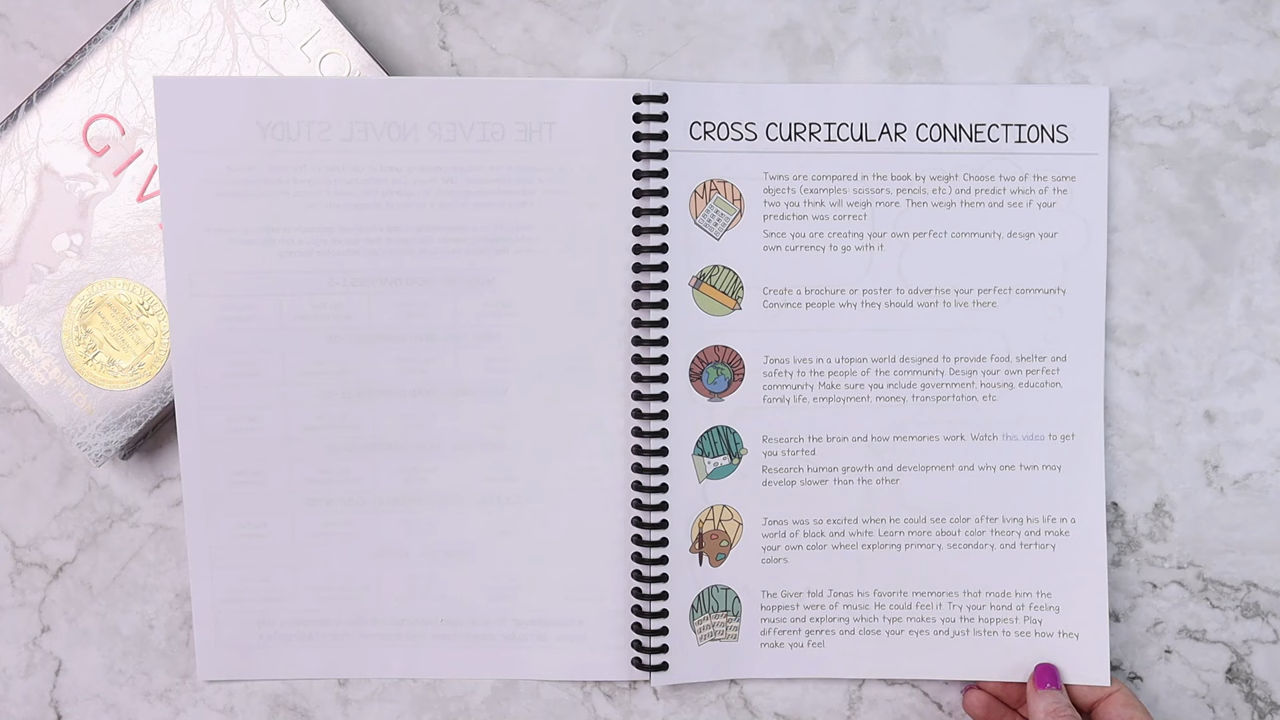 IS LO
GIV
THE GIVER NOVEL STUDY
CROSS CURRICULAR CONNECTIONS
MATH
Twins are compared in the book by weight. Choose two of the same
objects (examples: scissors, pencils, etc.) and predict which of the
two you think will weigh more. Then weigh them and see if your
prediction was correct.
Since you are creating your own perfect community, design your
own currency to go with it.
WRITING
Create a brochure or poster to advertise your perfect community.
Convince people why they should want to live there.
SOCIAL STUDIES
Jonas lives in a utopian world designed to provide food, shelter and
safety to the people of the community. Design your own perfect
community. Make sure you include government, housing, education,
family life, employment, money, transportation, etc.
SCIENCE
Research the brain and how memories work. Watch this video to get
you started.
Research human growth and development and why one twin may
develop slower than the other.
ART
Jonas was so excited when he could see color after living his life in a
world of black and white. Learn more about color theory and make
your own color wheel exploring primary, secondary, and tertiary
colors.
MUSIC
The Giver told Jonas his favorite memories that made him the
happiest were of music. He could feel it. Try your hand at feeling
music and exploring which type makes you the happiest. Play
different genres and close your eyes and just listen to see how they
make you feel.